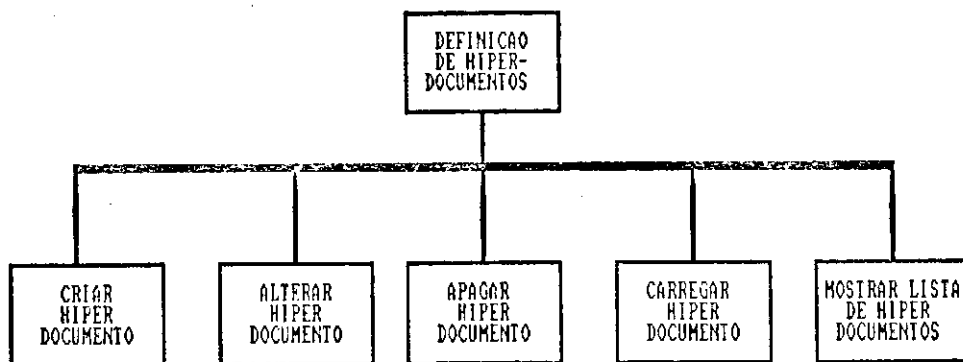 DEFINICAO
DE HIPER-
DOCUMENTOS
CRIAR
HIPER
DOCUMENTO
ALTERAR
HIPER
DOCUMENTO
APAGAR
HIPER
DOCUMENTO
CARREGAR
HIPER
DOCUMENTO
MOSTRAR LISTA
DE HIPER
DOCUMENTOS